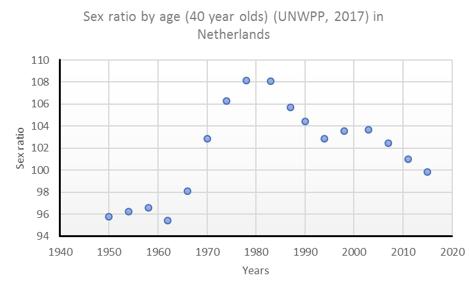 Sex ratio by age (40 year olds) (UNWPP, 2017) in
Netherlands
110
108
106
104
102
100
98
96
94
Sex ratio
1940 1950 1960 1970 1980 1990 2000 2010 2020
Years